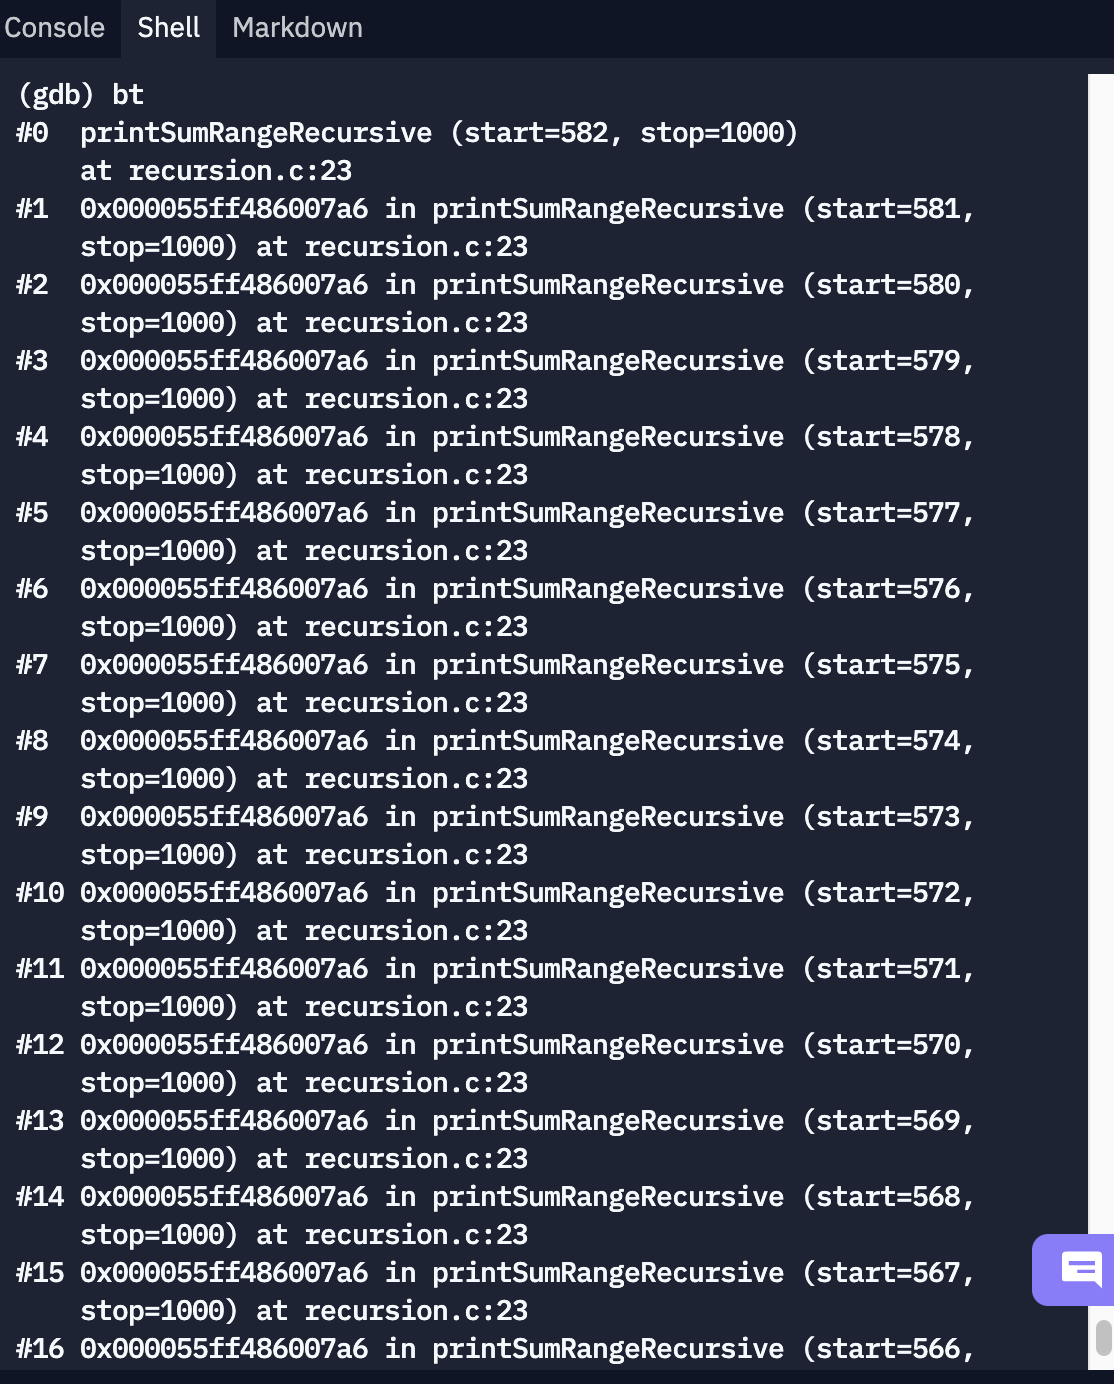 Console Shell Markdown
(gdb) bt
#0  printSumRangeRecursive (start=582, stop=1000)
    at recursion.c:23
#1  0x000055ff486007a6 in printSumRangeRecursive (start=581,
    stop=1000) at recursion.c:23
#2  0x000055ff486007a6 in printSumRangeRecursive (start=580,
    stop=1000) at recursion.c:23
#3  0x000055ff486007a6 in printSumRangeRecursive (start=579,
    stop=1000) at recursion.c:23
#4  0x000055ff486007a6 in printSumRangeRecursive (start=578,
    stop=1000) at recursion.c:23
#5  0x000055ff486007a6 in printSumRangeRecursive (start=577,
    stop=1000) at recursion.c:23
#6  0x000055ff486007a6 in printSumRangeRecursive (start=576,
    stop=1000) at recursion.c:23
#7  0x000055ff486007a6 in printSumRangeRecursive (start=575,
    stop=1000) at recursion.c:23
#8  0x000055ff486007a6 in printSumRangeRecursive (start=574,
    stop=1000) at recursion.c:23
#9  0x000055ff486007a6 in printSumRangeRecursive (start=573,
    stop=1000) at recursion.c:23
#10 0x000055ff486007a6 in printSumRangeRecursive (start=572,
    stop=1000) at recursion.c:23
#11 0x000055ff486007a6 in printSumRangeRecursive (start=571,
    stop=1000) at recursion.c:23
#12 0x000055ff486007a6 in printSumRangeRecursive (start=570,
    stop=1000) at recursion.c:23
#13 0x000055ff486007a6 in printSumRangeRecursive (start=569,
    stop=1000) at recursion.c:23
#14 0x000055ff486007a6 in printSumRangeRecursive (start=568,
    stop=1000) at recursion.c:23
#15 0x000055ff486007a6 in printSumRangeRecursive (start=567,
    stop=1000) at recursion.c:23
#16 0x000055ff486007a6 in printSumRangeRecursive (start=566,